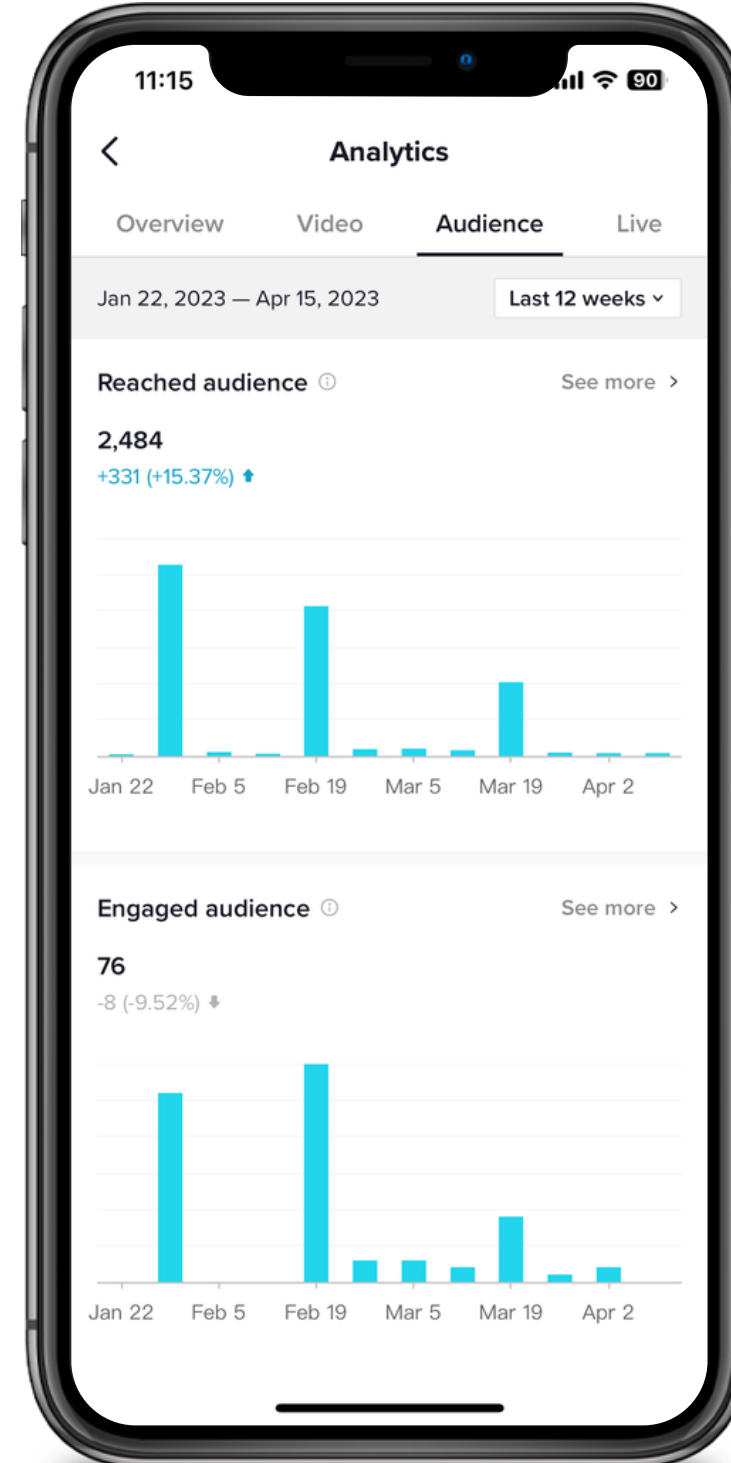 11:15
90
Analytics
Overview Video Audience Live
Jan 22, 2023 — Apr 15, 2023 Last 12 weeks
Reached audience See more
2,484
+331 (+15.37%)
Jan 22 Feb 5 Feb 19 Mar 5 Mar 19 Apr 2
Engaged audience See more
76
-8 (-9.52%)
Jan 22 Feb 5 Feb 19 Mar 5 Mar 19 Apr 2